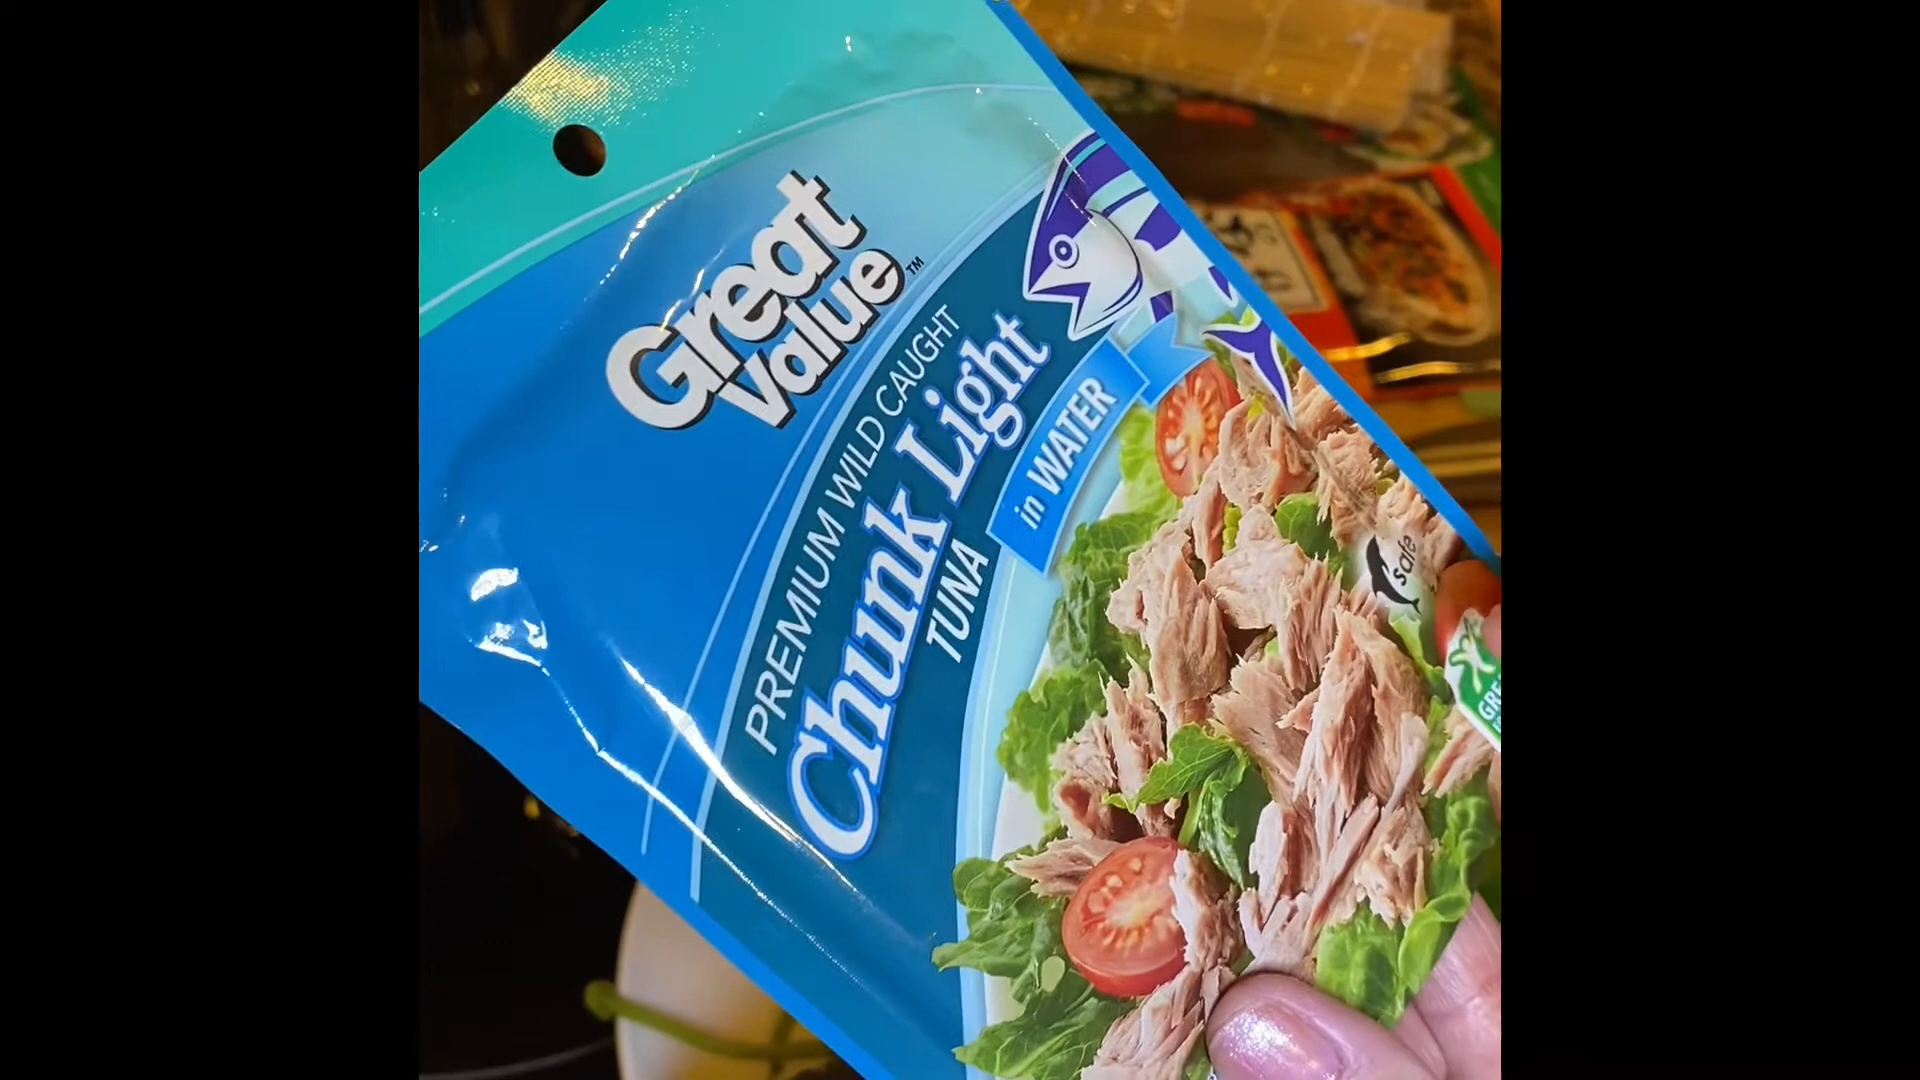 Great
Value™
PREMIUM WILD CAUGHT
Chunk Light
TUNA
in WATER
safe